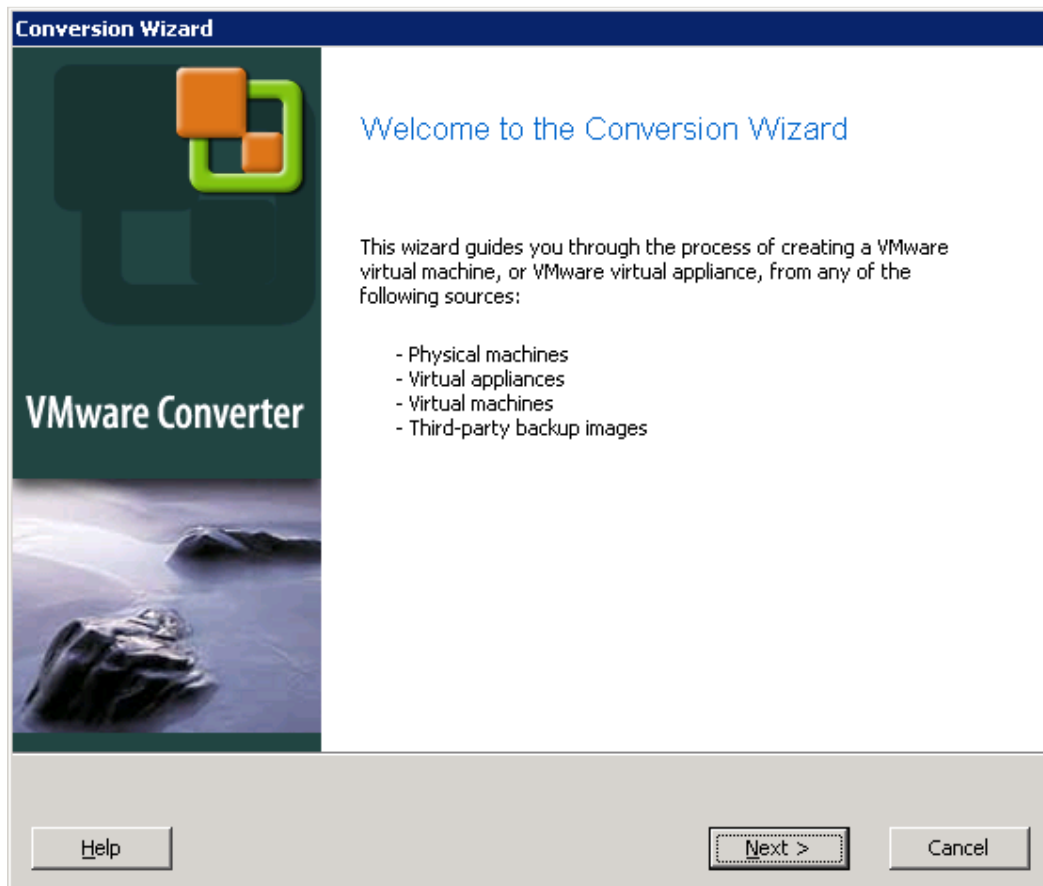 Conversion Wizard
Welcome to the Conversion Wizard
This wizard guides you through the process of creating a VMware
virtual machine, or VMware virtual appliance, from any of the
following sources:
- Physical machines
- Virtual appliances
- Virtual machines
- Third-party backup images
VMware Converter
Help
Next >
Cancel